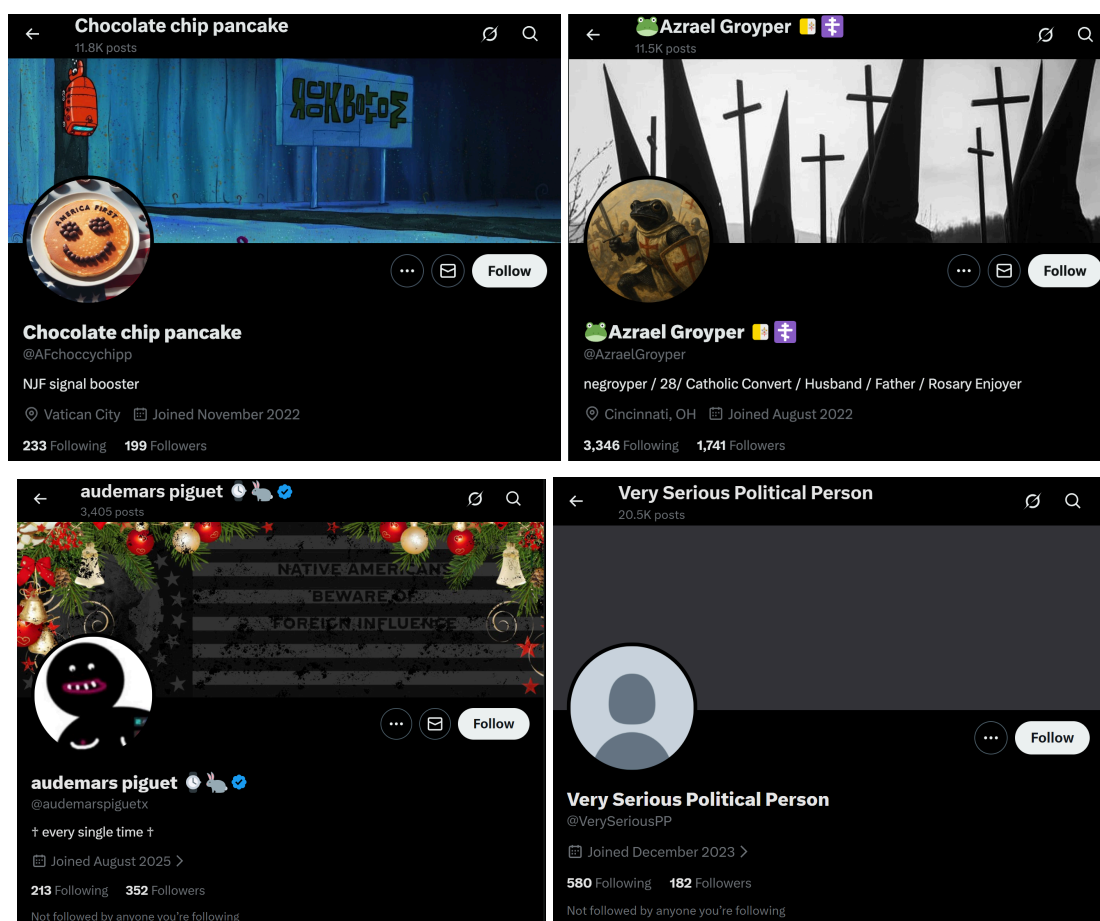 Chocolate chip pancake
11.8K posts
ROCK BOTTOM
AMERICA FIRST
Follow
Chocolate chip pancake
@AFchoccychipp
NJF signal booster
Vatican City Joined November 2022
233 Following 199 Followers
🐸Azrael Groyper 🇻🇦☦️
11.5K posts
Follow
🐸Azrael Groyper 🇻🇦☦️
@AzraelGroyper
negroyper / 28/ Catholic Convert / Husband / Father / Rosary Enjoyer
Cincinnati, OH Joined August 2022
3,346 Following 1,741 Followers
audemars piguet ⌚🐇
3,405 posts
NATIVE AMERICANS
BEWARE OF
FOREIGN INFLUENCE
Follow
audemars piguet ⌚🐇
@audemarspiguetx
† every single time †
Joined August 2025
213 Following 352 Followers
Not followed by anyone you're following
Very Serious Political Person
20.5K posts
Follow
Very Serious Political Person
@VerySeriousPP
Joined December 2023
580 Following 182 Followers
Not followed by anyone you're following